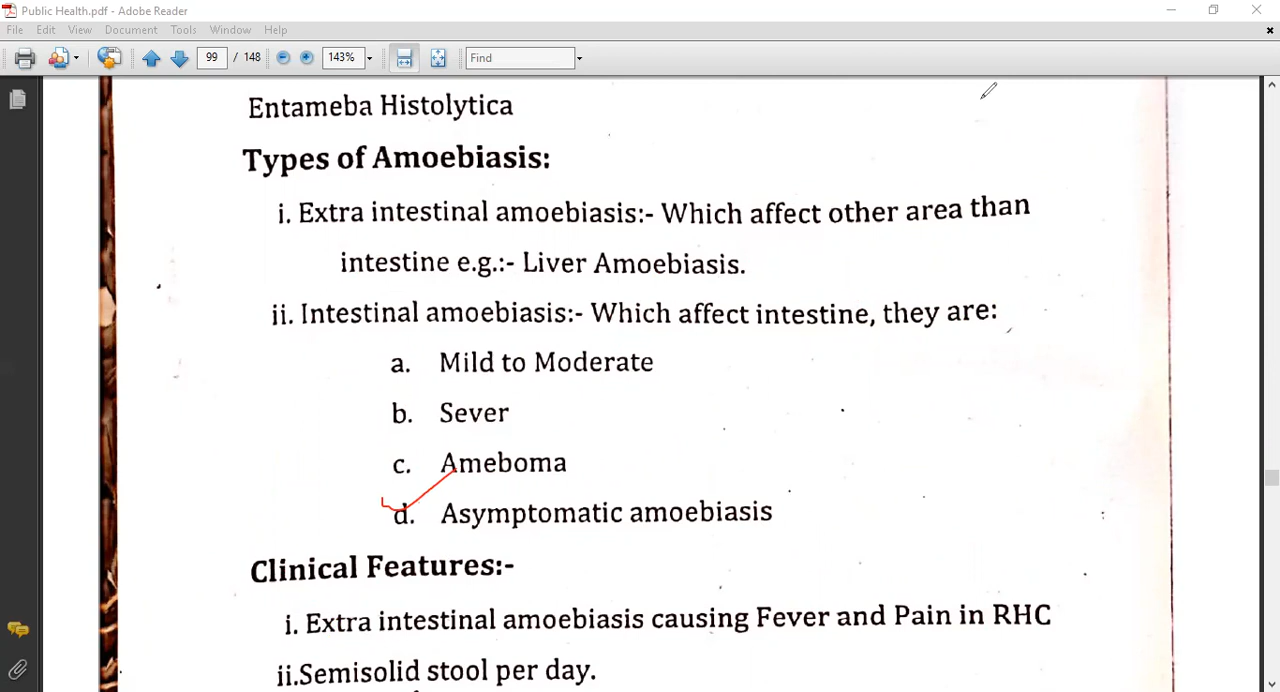 Public Health.pdf - Adobe Reader
File Edit View Document Tools Window Help
99 / 148 143% Find
Entameba Histolytica
Types of Amoebiasis:
i. Extra intestinal amoebiasis:- Which affect other area than
intestine e.g.:- Liver Amoebiasis.
ii. Intestinal amoebiasis:- Which affect intestine, they are:
a. Mild to Moderate
b. Sever
c. Ameboma
d. Asymptomatic amoebiasis
Clinical Features:-
i. Extra intestinal amoebiasis causing Fever and Pain in RHC
ii.Semisolid stool per day.